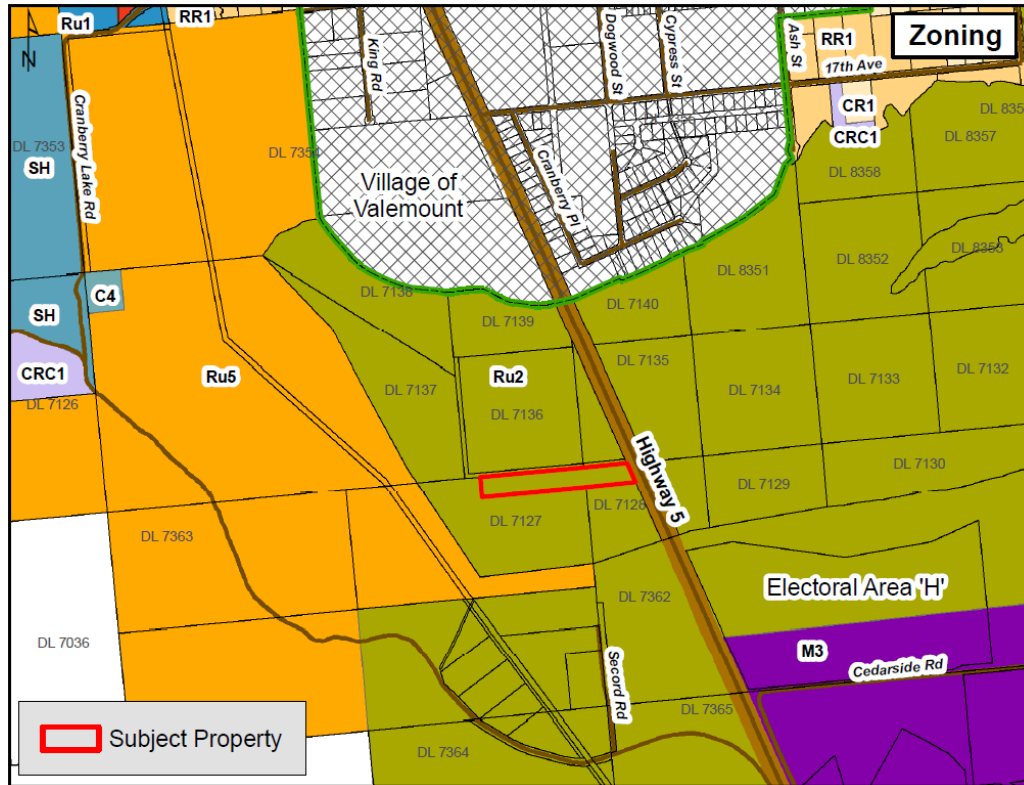 Ru1
RR1
Zoning
N
King Rd
Dogwood St
Cypress St
Ash St
RR1
17th Ave
CR1
CRC1
DL 8357
DL 8358
DL 7353
SH
Cranberry Lake Rd
Village of
Valemount
Cranberry Pl
DL 8351
DL 8352
DL 8353
C4
SH
CRC1
DL 7126
Ru5
DL 7138
DL 7139
DL 7140
DL 7137
Ru2
DL 7136
DL 7135
DL 7134
DL 7133
DL 7132
Highway 5
DL 7130
DL 7129
DL 7128
DL 7127
DL 7363
DL 7362
Electoral Area 'H'
DL 7036
M3
Cedarside Rd
Secord Rd
DL 7365
DL 7364
Subject Property